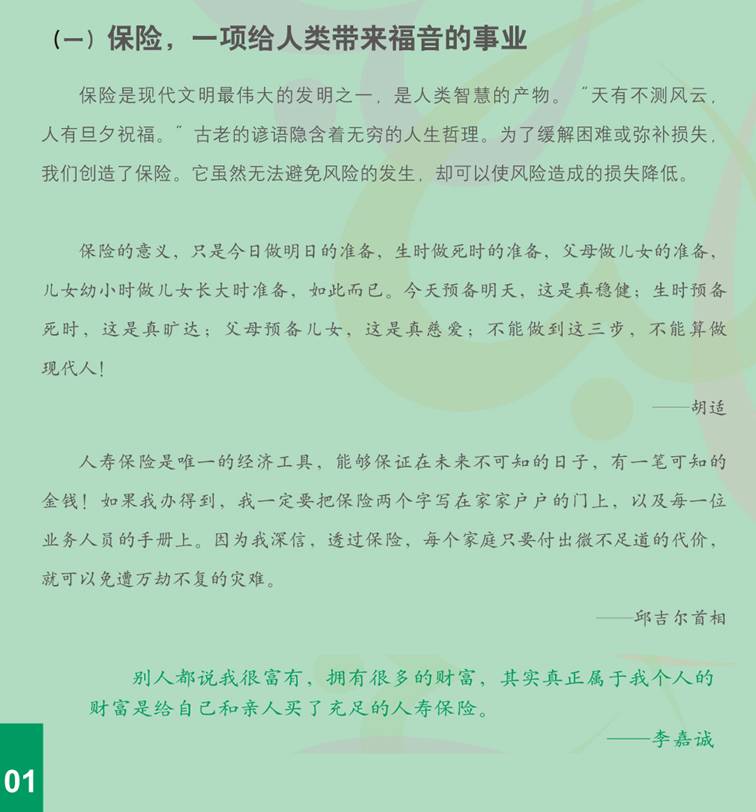 （一）保险，一项给人类带来福音的事业
保险是现代文明最伟大的发明之一，是人类智慧的产物。“天有不测风云，
人有旦夕祝福。”古老的谚语隐含着无穷的人生哲理。为了缓解困难或弥补损失，
我们创造了保险。它虽然无法避免风险的发生，却可以使风险造成的损失降低。
保险的意义，只是今日做明日的准备，生时做死时的准备，父母做儿女的准备，
儿女幼小时做儿女长大时准备，如此而已。今天预备明天，这是真稳健；生时预备
死时，这是真旷达；父母预备儿女，这是真慈爱；不能做到这三步，不能算做
现代人！
——胡适
人寿保险是唯一的经济工具，能够保证在未来不可知的日子，有一笔可知的
金钱！如果我办得到，我一定要把保险两个字写在家家户户的门上，以及每一位
业务人员的手册上。因为我深信，透过保险，每个家庭只要付出微不足道的代价，
就可以免遭万劫不复的灾难。
——邱吉尔首相
别人都说我很富有，拥有很多的财富，其实真正属于我个人的
财富是给自己和亲人买了充足的人寿保险。
——李嘉诚
01